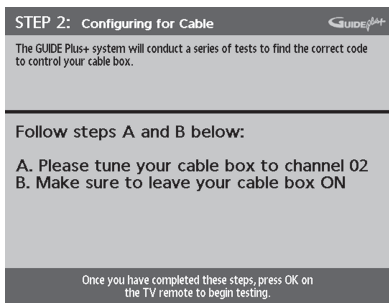 STEP 2: Configuring for Cable
GUIDE Plus+
The GUIDE Plus+ system will conduct a series of tests to find the correct code
to control your cable box.
Follow steps A and B below:
A. Please tune your cable box to channel 02
B. Make sure to leave your cable box ON
Once you have completed these steps, press OK on
the TV remote to begin testing.